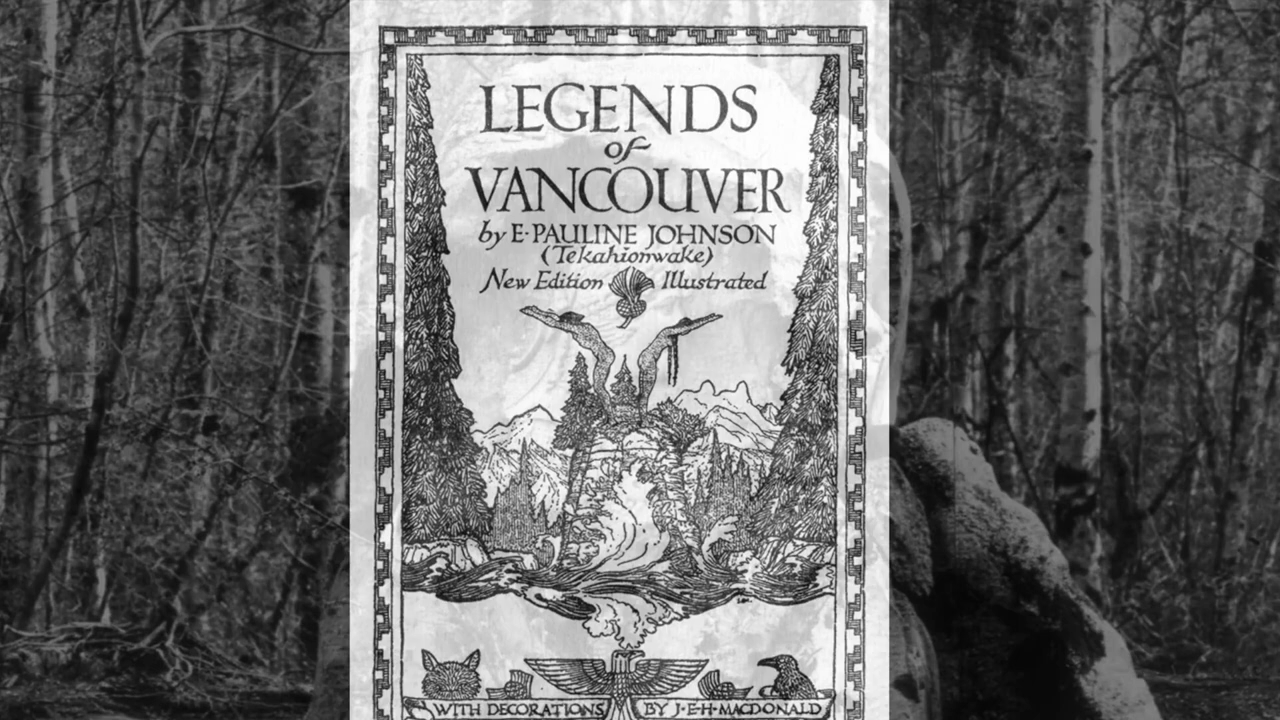 LEGENDS
of
VANCOUVER
by E·PAULINE JOHNSON
(Tekahionwake)
New Edition Illustrated
WITH DECORATIONS BY J·E·H·MACDONALD